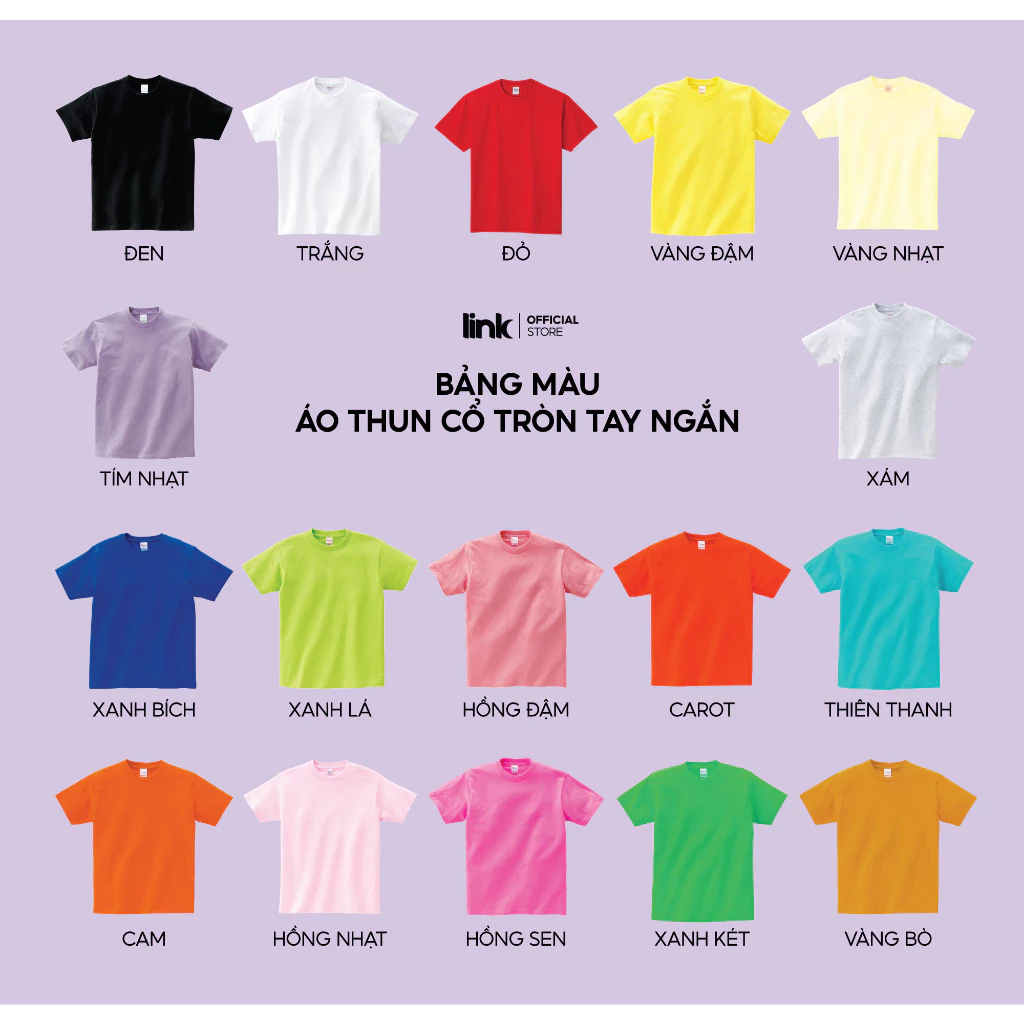 ĐEN
TRẮNG
ĐỎ
VÀNG ĐẬM
VÀNG NHẠT
link OFFICIAL
STORE
BẢNG MÀU
ÁO THUN CỔ TRÒN TAY NGẮN
TÍM NHẠT
XÁM
XANH BÍCH
XANH LÁ
HỒNG ĐẬM
CAROT
THIÊN THANH
CAM
HỒNG NHẠT
HỒNG SEN
XANH KÉT
VÀNG BÒ